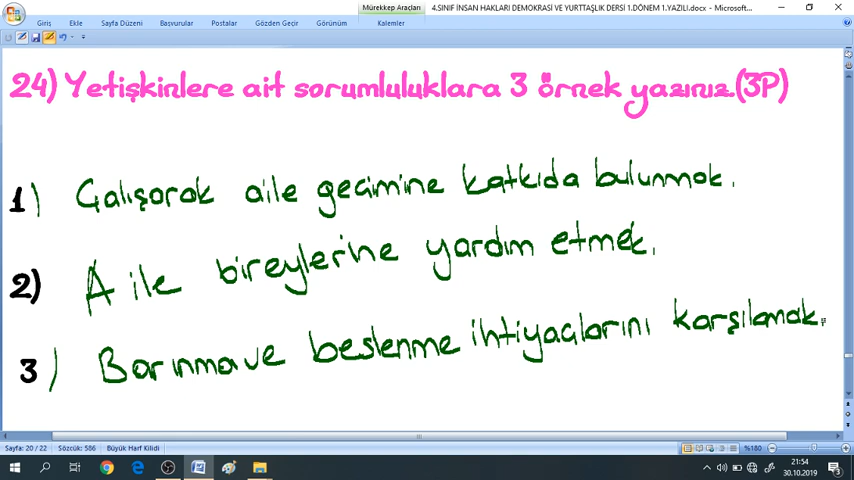 Mürekkep Araçları
4.SINIF İNSAN HAKLARI DEMOKRASİ VE YURTTAŞLIK DERSİ 1.DÖNEM 1.YAZILI.docx - Microsoft...
Giriş Ekle Sayfa Düzeni Başvurular Postalar Gözden Geçir Görünüm Kalemler
24) Yetişkinlere ait sorumluluklara 3 örnek yazınız.(3P)
1) Çalışarak aile geçimine katkıda bulunmak.
2) Aile bireylerine yardım etmek.
3) Barınma ve beslenme ihtiyaçlarını karşılamak.
Sayfa: 20 / 22 Sözcük: 586 Büyük Harf Kilidi %180
21:54
30.10.2019
3